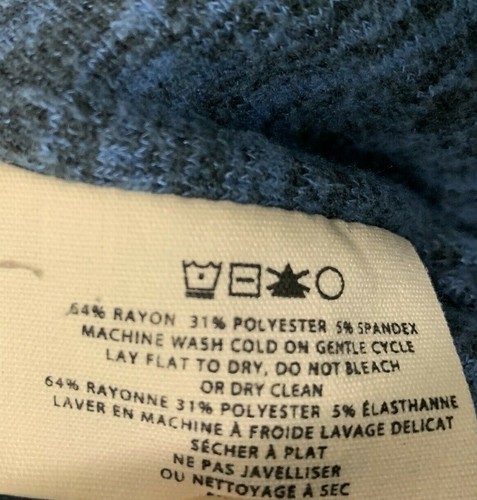 64% RAYON 31% POLYESTER 5% SPANDEX
MACHINE WASH COLD ON GENTLE CYCLE
LAY FLAT TO DRY, DO NOT BLEACH
OR DRY CLEAN
64% RAYONNE 31% POLYESTER 5% ÉLASTHANNE
LAVER EN MACHINE À FROIDE LAVAGE DELICAT
SÉCHER À PLAT
NE PAS JAVELLISER
OU NETTOYAGE À SEC